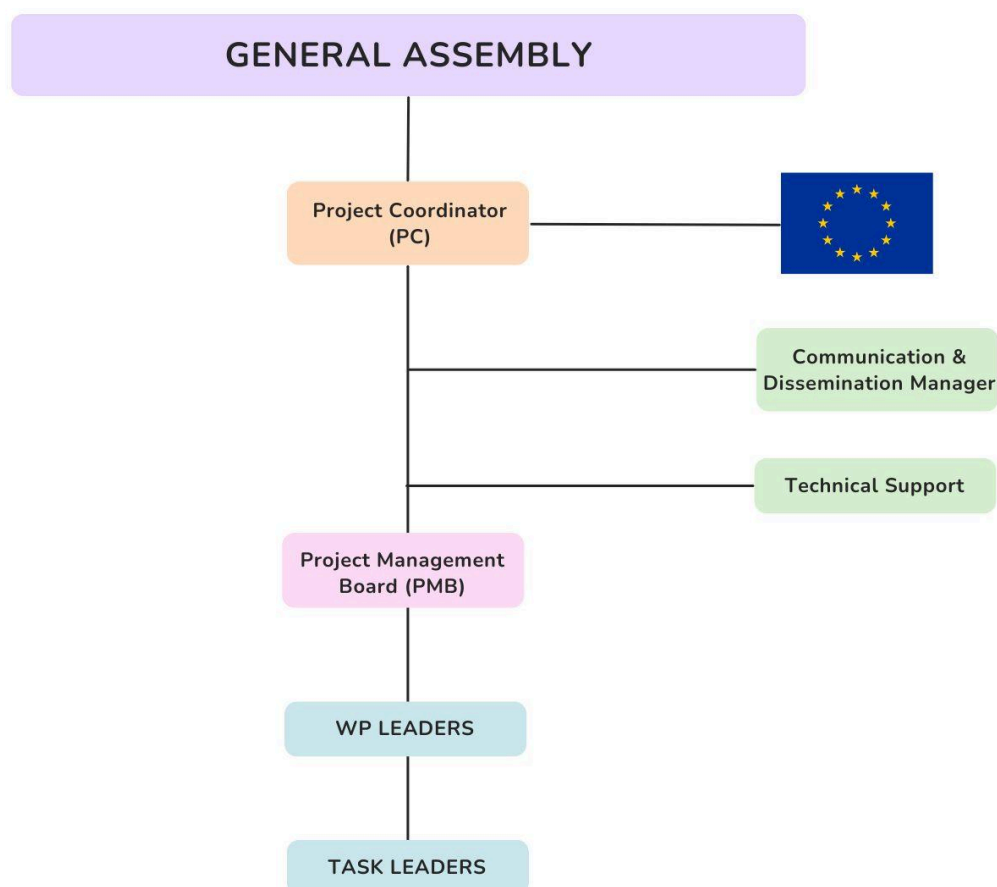 GENERAL ASSEMBLY
Project Coordinator
(PC)
Communication &
Dissemination Manager
Technical Support
Project Management
Board (PMB)
WP LEADERS
TASK LEADERS